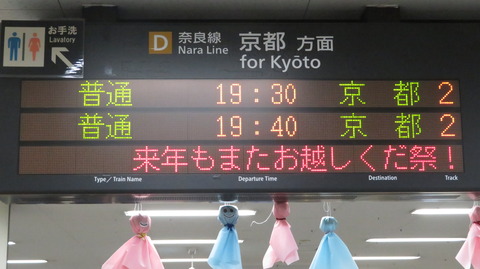 お手洗
Lavatory
D 奈良線 京都 方面
Nara Line for Kyōto
普通 19:30 京都 2
普通 19:40 京都 2
来年もまたお越しくだ祭！
Type／Train Name Departure Time Destination Track